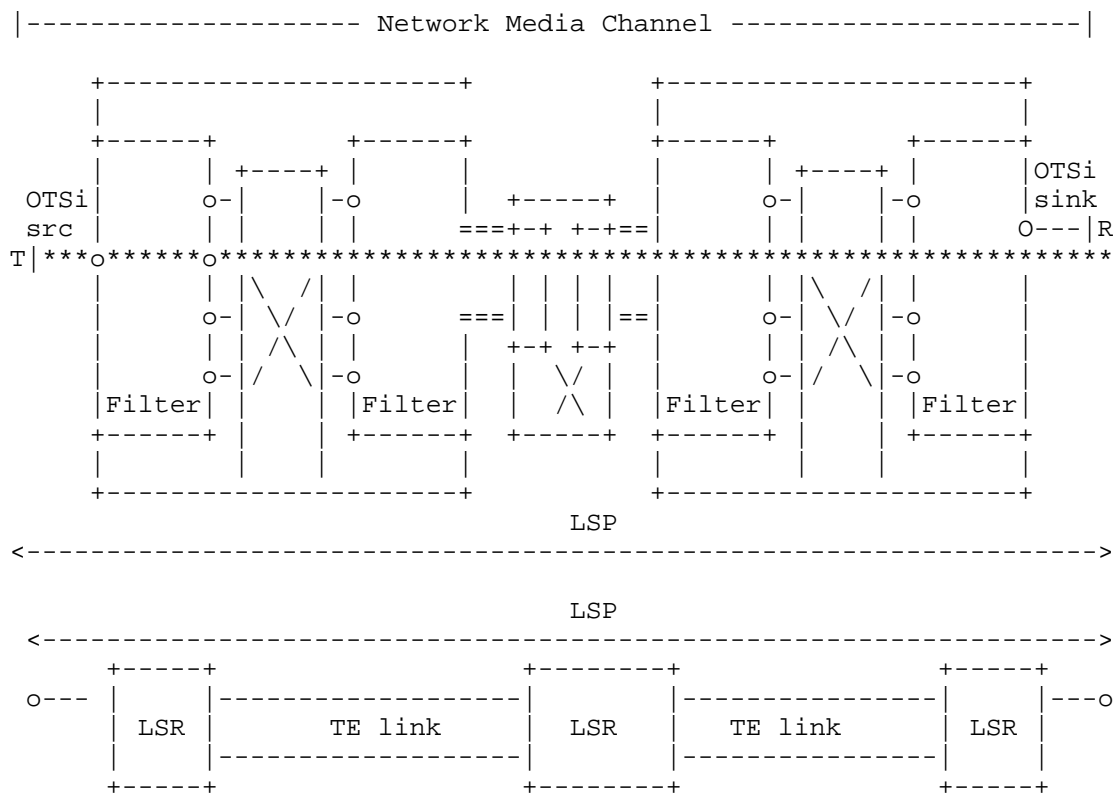 Network Media Channel
OTSi OTSi
src sink
R
T
Filter Filter Filter Filter
LSP
LSP
LSR TE link LSR TE link LSR